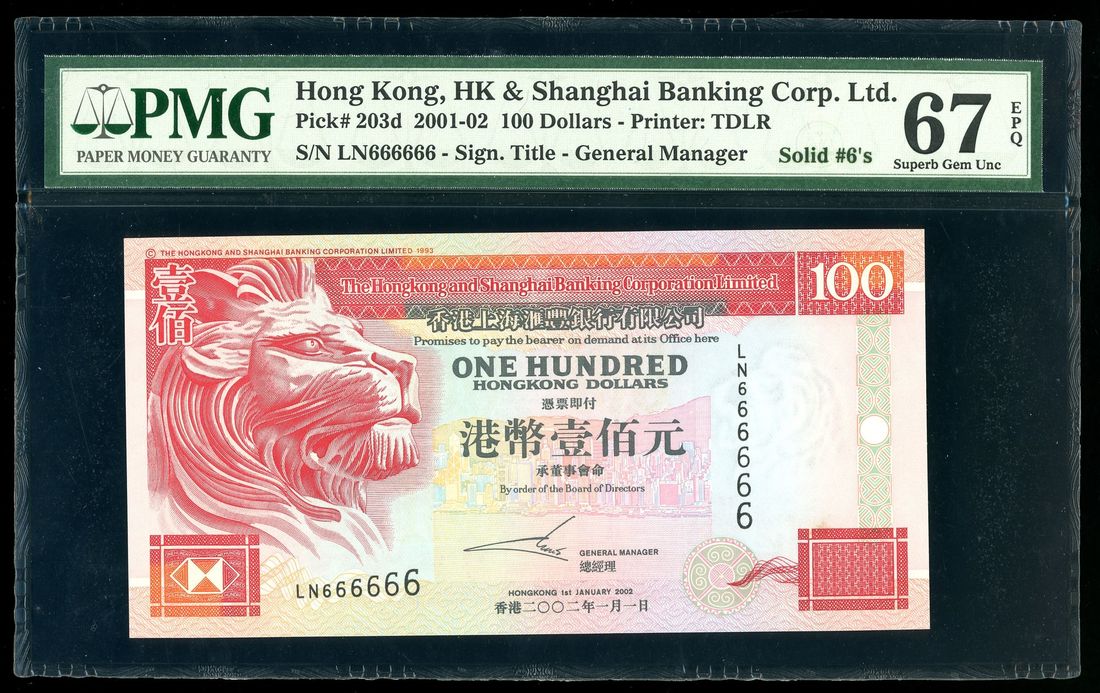 PMG
PAPER MONEY GUARANTY
Hong Kong, HK & Shanghai Banking Corp. Ltd.
Pick# 203d 2001-02 100 Dollars - Printer: TDLR
S/N LN666666 - Sign. Title - General Manager
Solid #6's
67
EPQ
Superb Gem Unc
© THE HONGKONG AND SHANGHAI BANKING CORPORATION LIMITED 1993
壹佰
The Hongkong and Shanghai Banking Corporation Limited
100
香港上海滙豐銀行有限公司
Promises to pay the bearer on demand at its Office here
ONE HUNDRED
HONGKONG DOLLARS
憑票即付
港幣壹佰元
承董事會命
By order of the Board of Directors
LN666666
GENERAL MANAGER
總經理
LN666666
HONGKONG 1st JANUARY 2002
香港二〇〇二年一月一日